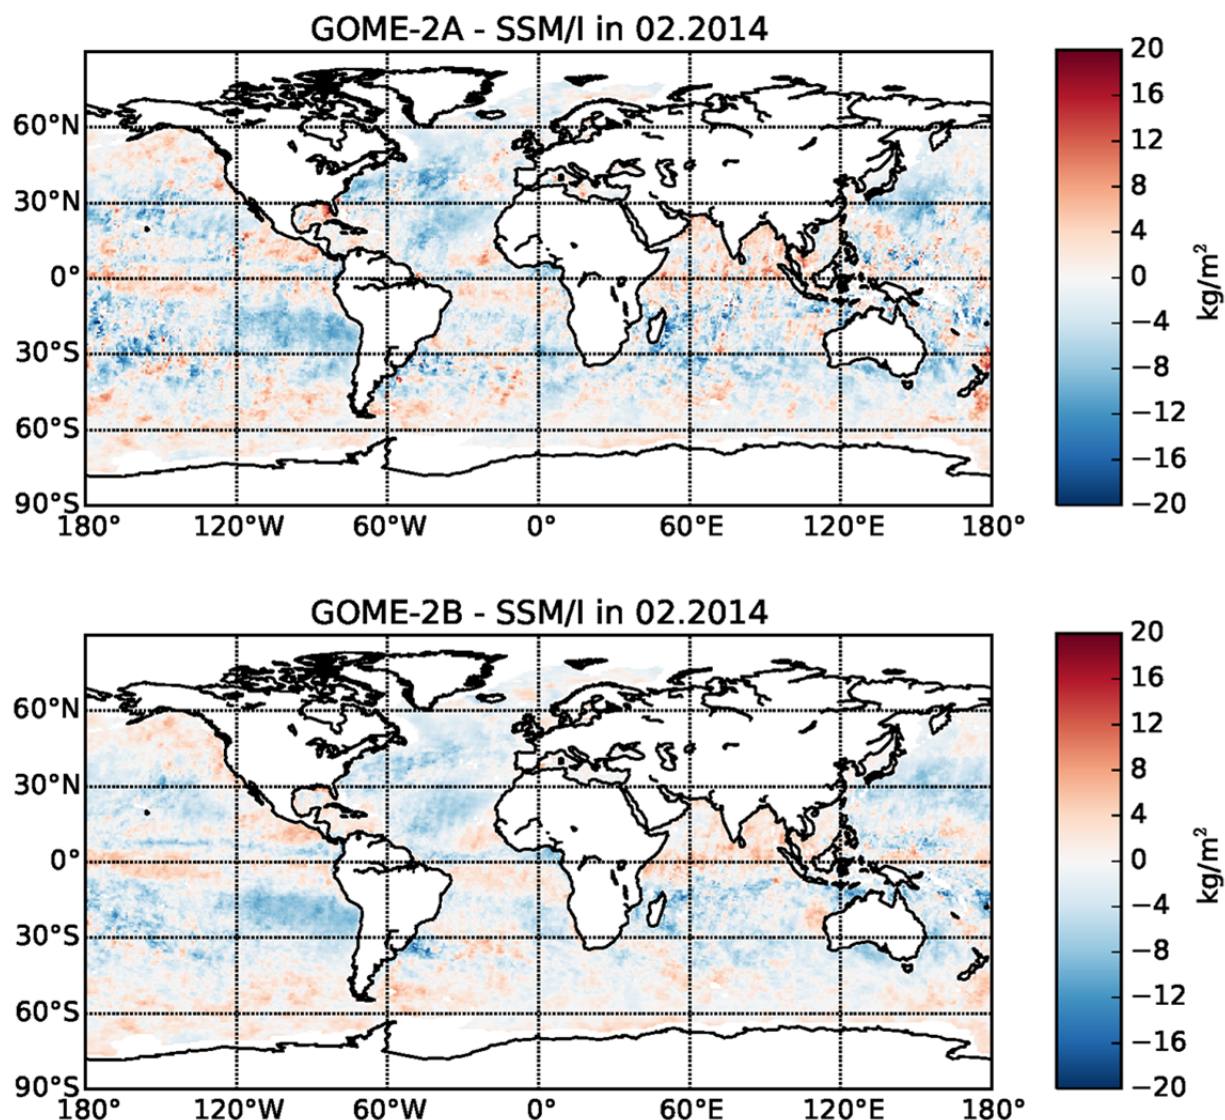 GOME-2A - SSM/I in 02.2014
60°N
30°N
0°
30°S
60°S
90°S
180° 120°W 60°W 0° 60°E 120°E 180°
20
16
12
8
4
0
−4
−8
−12
−16
−20
kg/m²
GOME-2B - SSM/I in 02.2014
60°N
30°N
0°
30°S
60°S
90°S
180° 120°W 60°W 0° 60°E 120°E 180°
20
16
12
8
4
0
−4
−8
−12
−16
−20
kg/m²